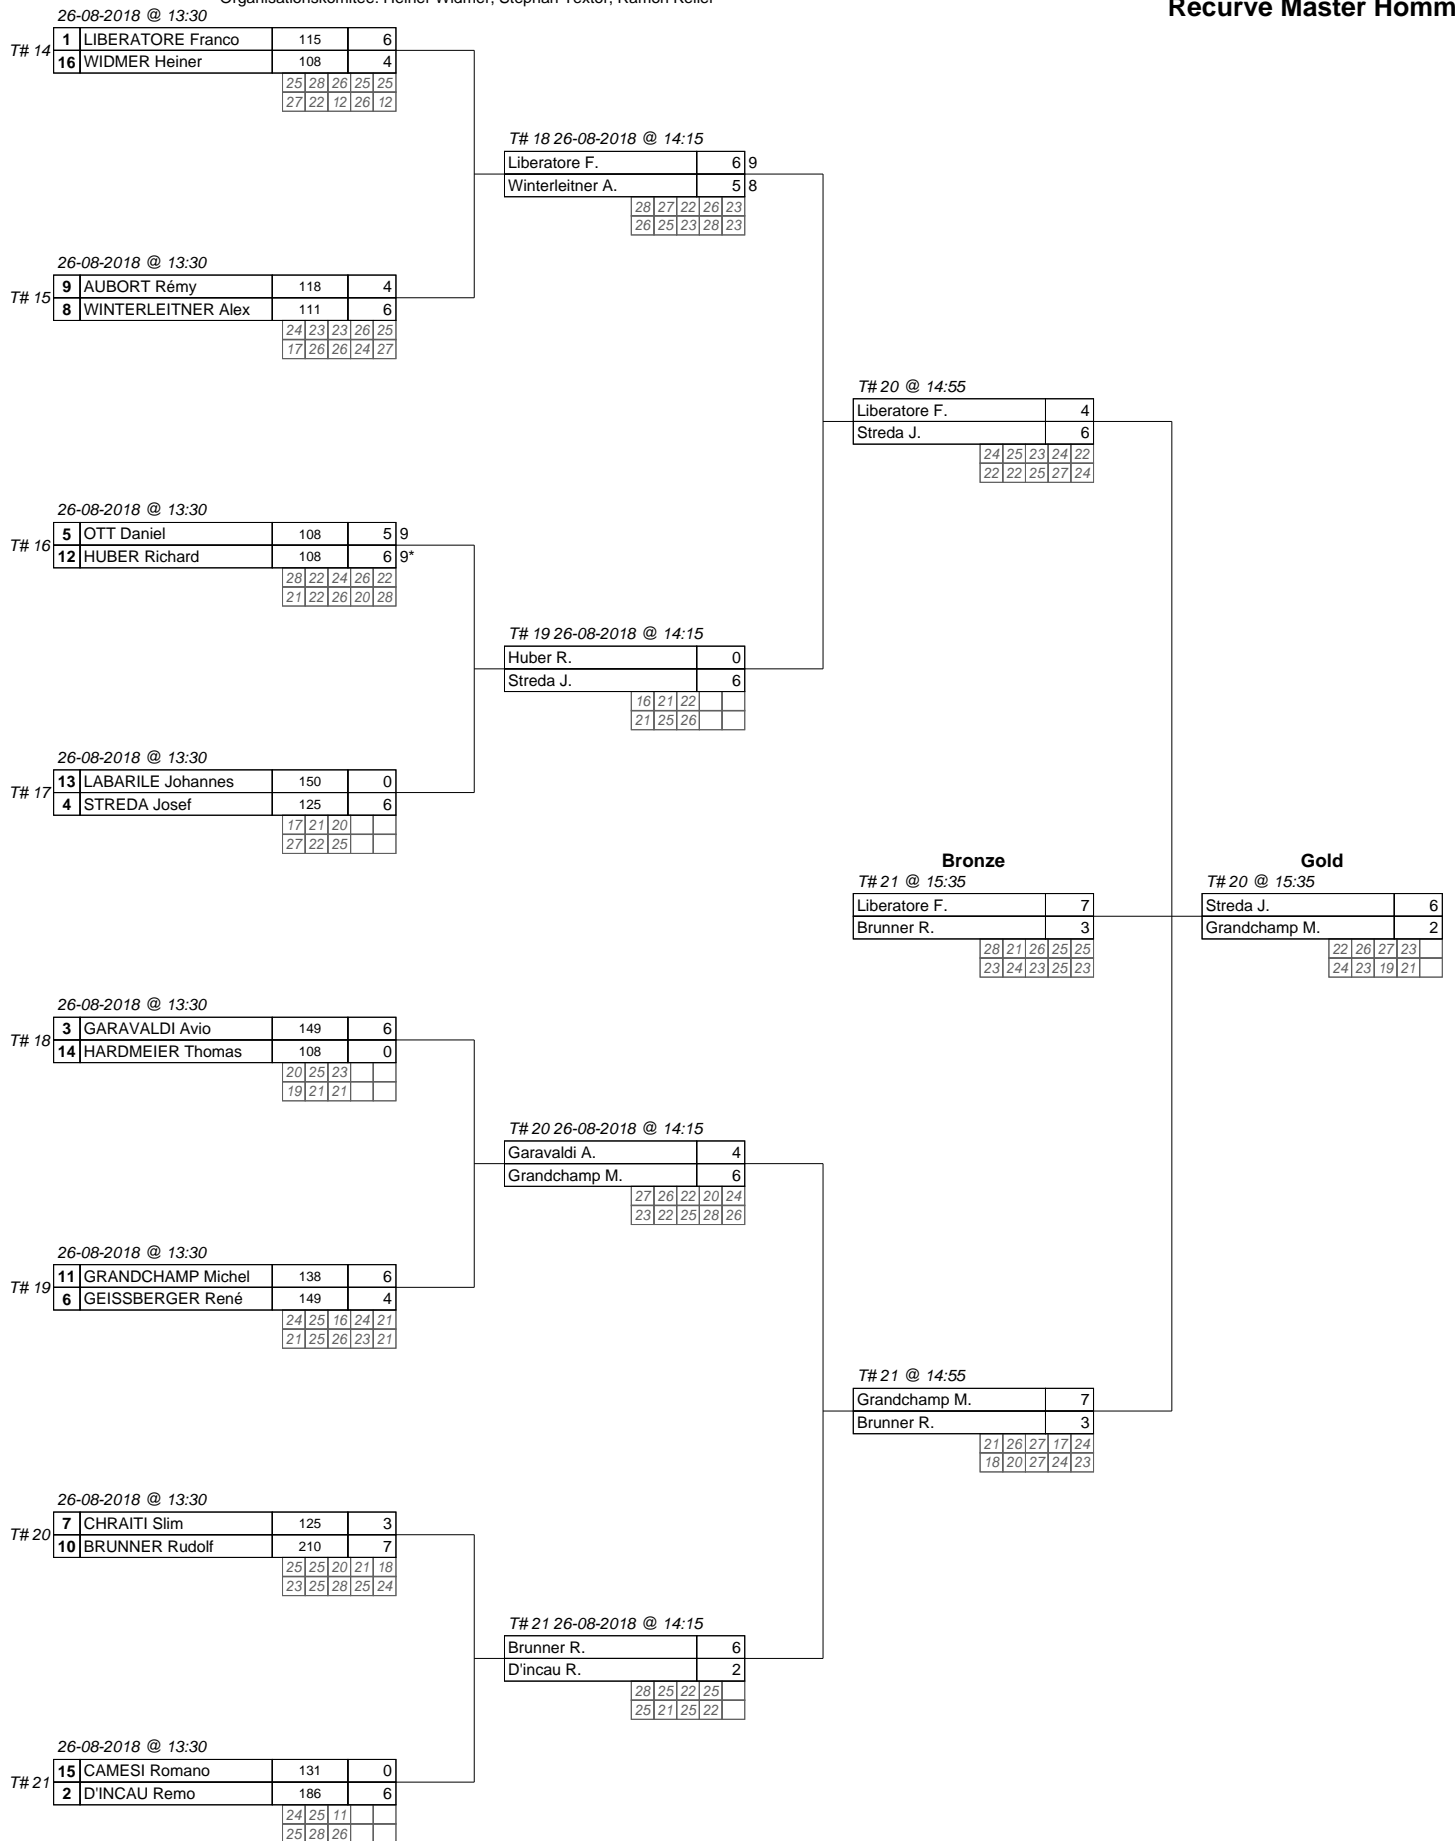 Organisationskomitee: Heiner Widmer, Stephan Textor, Ramon Keller
Recurve Master Homm
26-08-2018 @ 13:30
T# 14
1 LIBERATORE Franco 115 6
16 WIDMER Heiner 108 4
25 28 26 25 25
27 22 12 26 12
T# 18 26-08-2018 @ 14:15
Liberatore F. 6 9
Winterleitner A. 5 8
28 27 22 26 23
26 25 23 28 23
26-08-2018 @ 13:30
T# 15
9 AUBORT Rémy 118 4
8 WINTERLEITNER Alex 111 6
24 23 23 26 25
17 26 26 24 27
T# 20 @ 14:55
Liberatore F. 4
Streda J. 6
24 25 23 24 22
22 22 25 27 24
26-08-2018 @ 13:30
T# 16
5 OTT Daniel 108 5 9
12 HUBER Richard 108 6 9*
28 22 24 26 22
21 22 26 20 28
T# 19 26-08-2018 @ 14:15
Huber R. 0
Streda J. 6
16 21 22
21 25 26
26-08-2018 @ 13:30
T# 17
13 LABARILE Johannes 150 0
4 STREDA Josef 125 6
17 21 20
27 22 25
Bronze
T# 21 @ 15:35
Liberatore F. 7
Brunner R. 3
28 21 26 25 25
23 24 23 25 23
Gold
T# 20 @ 15:35
Streda J. 6
Grandchamp M. 2
22 26 27 23
24 23 19 21
26-08-2018 @ 13:30
T# 18
3 GARAVALDI Avio 149 6
14 HARDMEIER Thomas 108 0
20 25 23
19 21 21
T# 20 26-08-2018 @ 14:15
Garavaldi A. 4
Grandchamp M. 6
27 26 22 20 24
23 22 25 28 26
26-08-2018 @ 13:30
T# 19
11 GRANDCHAMP Michel 138 6
6 GEISSBERGER René 149 4
24 25 16 24 21
21 25 26 23 21
T# 21 @ 14:55
Grandchamp M. 7
Brunner R. 3
21 26 27 17 24
18 20 27 24 23
26-08-2018 @ 13:30
T# 20
7 CHRAITI Slim 125 3
10 BRUNNER Rudolf 210 7
25 25 20 21 18
23 25 28 25 24
T# 21 26-08-2018 @ 14:15
Brunner R. 6
D'incau R. 2
28 25 22 25
25 21 25 22
26-08-2018 @ 13:30
T# 21
15 CAMESI Romano 131 0
2 D'INCAU Remo 186 6
24 25 11
25 28 26